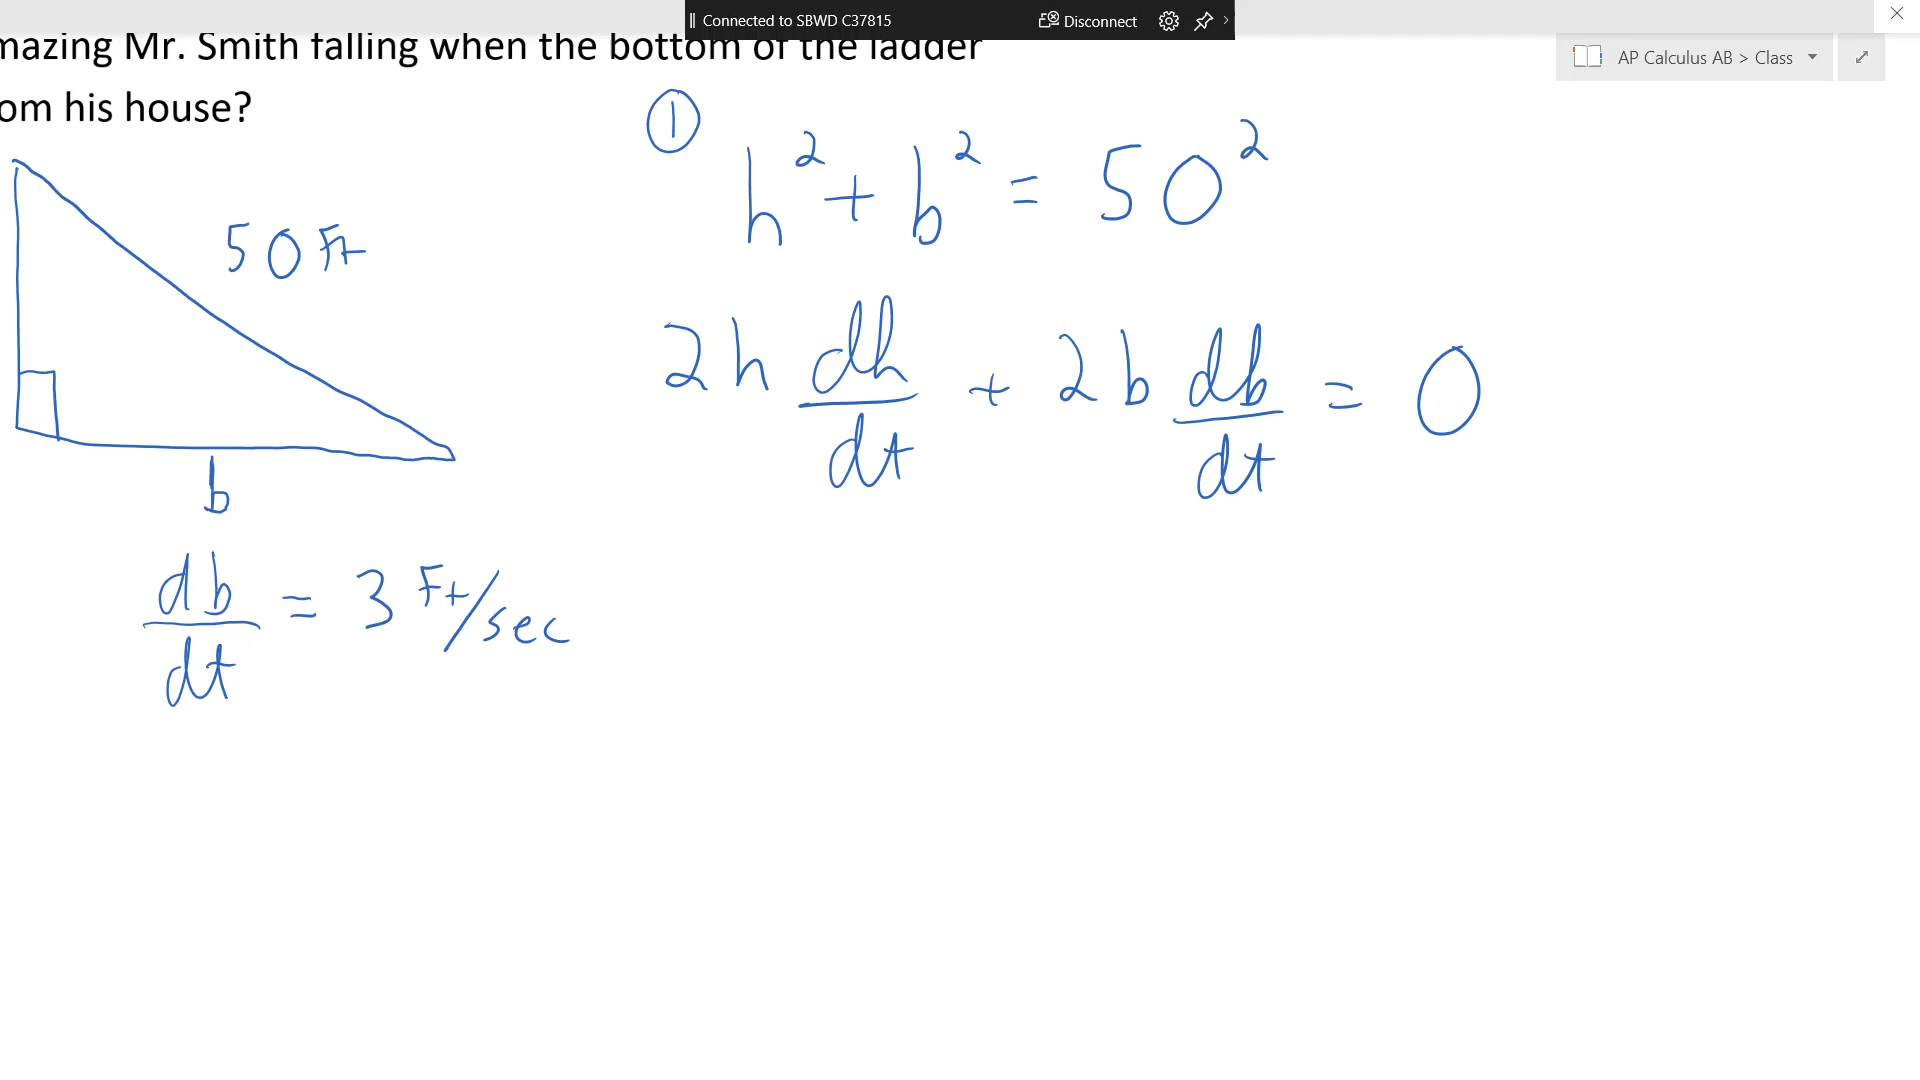 Connected to SBWD C37815 Disconnect
mazing Mr. Smith falling when the bottom of the ladder
AP Calculus AB > Class
om his house?
①
h² + b² = 50²
50 Ft
2h dh/dt + 2b db/dt = 0
b
db/dt = 3 Ft/sec